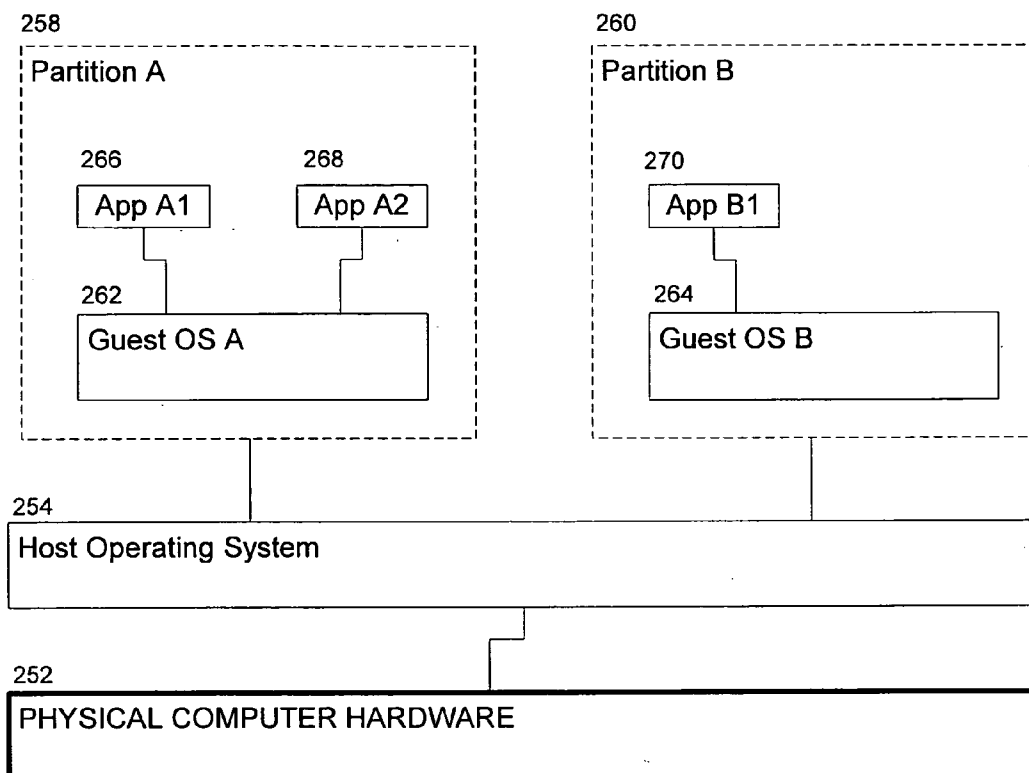 258
260
Partition A
Partition B
266
268
270
App A1
App A2
App B1
262
264
Guest OS A
Guest OS B
254
Host Operating System
252
PHYSICAL COMPUTER HARDWARE